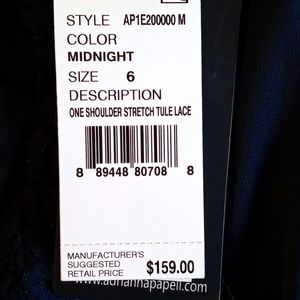 STYLE AP1E200000 M
COLOR
MIDNIGHT
SIZE 6
DESCRIPTION
ONE SHOULDER STRETCH TULE LACE
8 89448 80708 8
MANUFACTURER'S
SUGGESTED
RETAIL PRICE $159.00
www.adriannapapell.com